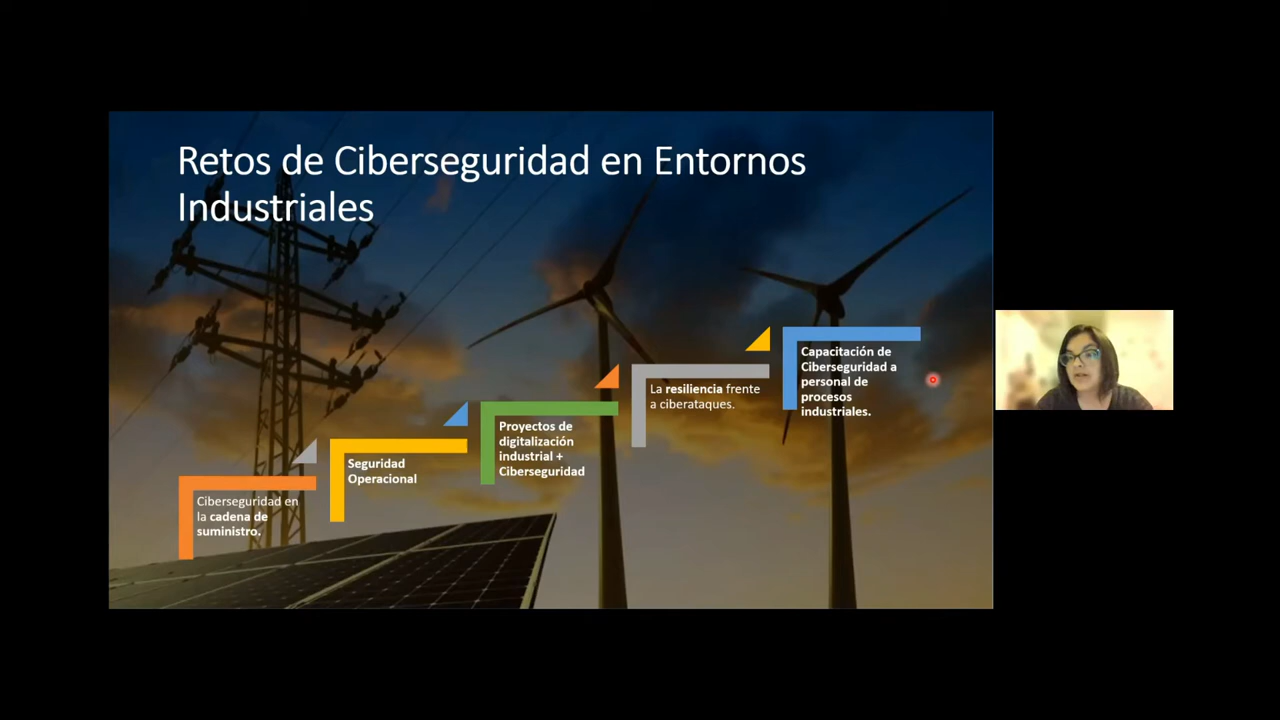 Retos de Ciberseguridad en Entornos
Industriales
Ciberseguridad en
la cadena de
suministro.
Seguridad
Operacional
Proyectos de
digitalización
industrial +
Ciberseguridad
La resiliencia frente
a ciberataques.
Capacitación de
Ciberseguridad a
personal de
procesos
industriales.